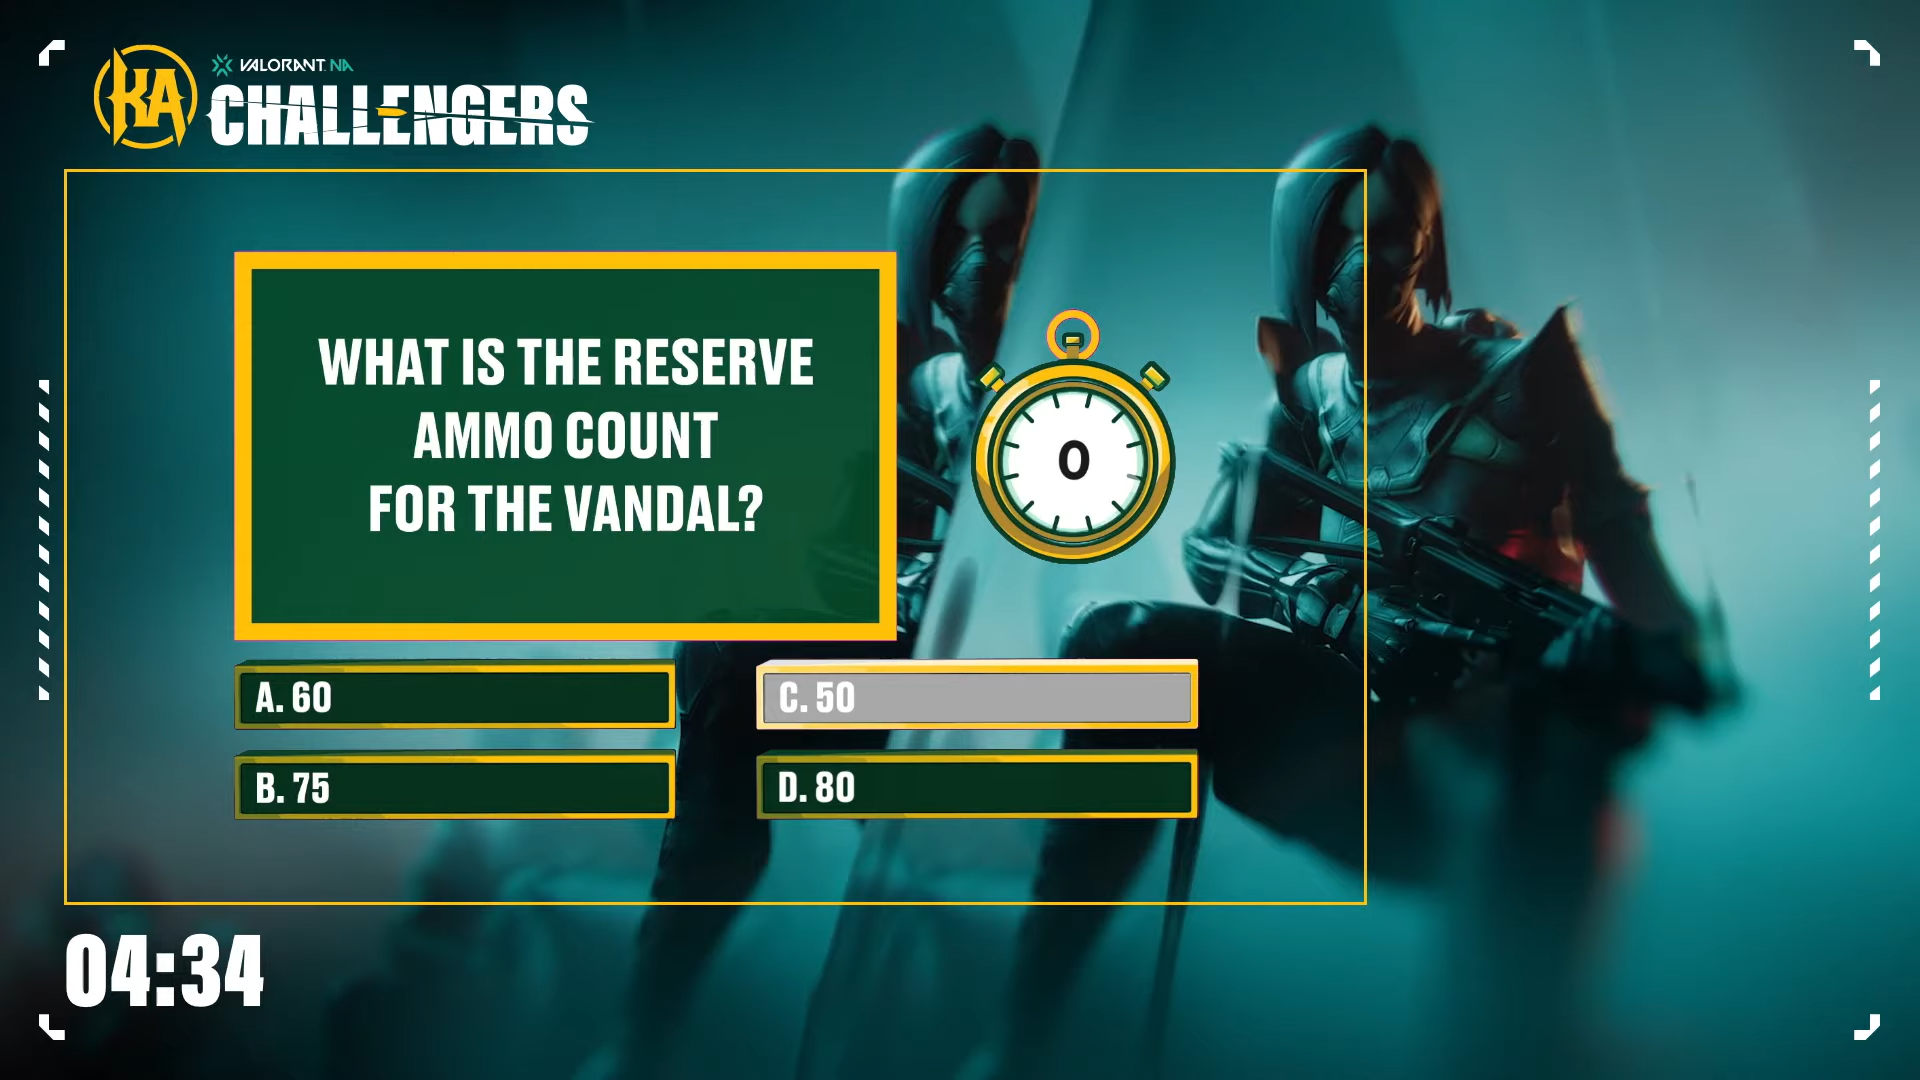 KA
VALORANT NA
CHALLENGERS
WHAT IS THE RESERVE
AMMO COUNT
FOR THE VANDAL?
0
A. 60
C. 50
B. 75
D. 80
04:34